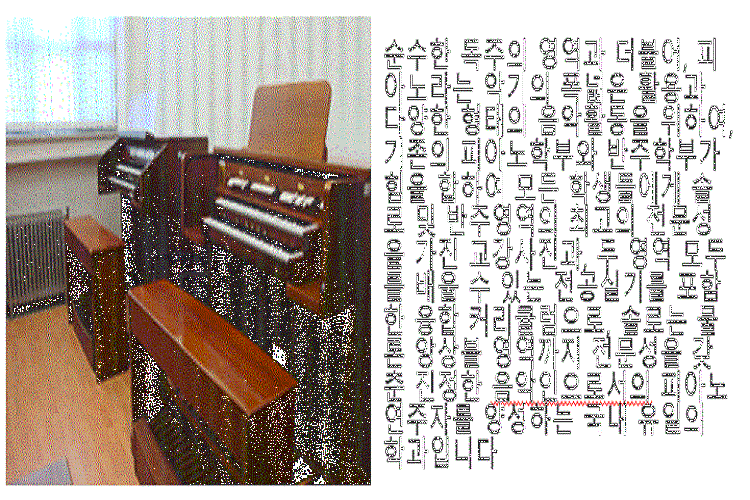 순수한 독주의 영역과 더불어, 피
아노라는 악기의 폭넓은 활용과
다양한 형태의 음악활동을 위하여,
기존의 피아노학부와 반주학부가
힘을 합하여 모든 학생들에게 솔
로 및 반주영역의 최고의 전문성
을 가진 교강사진과 두 영역 모두
배울 수 있는 전공실기를 포함
한 융합 커리큘럼으로, 솔로는 물
론 앙상블 영역까지 전문성을 갖
춘 진정한 음악인으로서의 피아노
연주자를 양성하는 국내 유일의
학과입니다